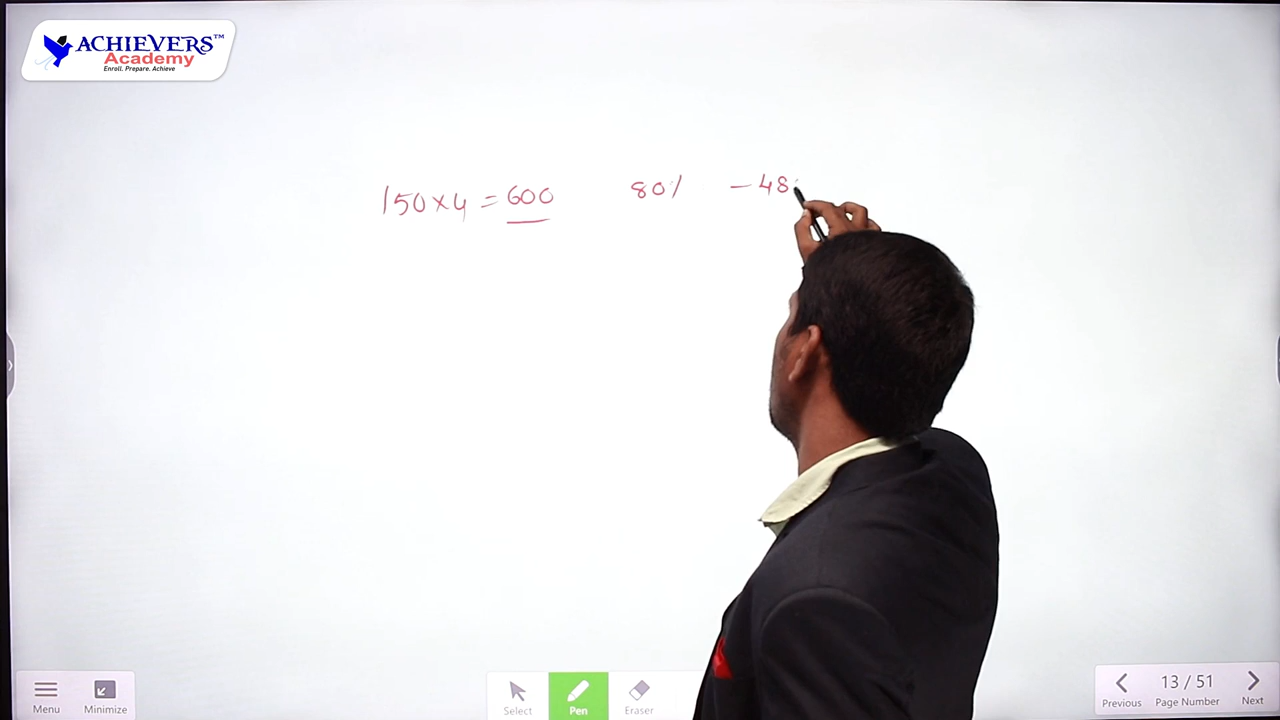 ACHIEVERS™
Academy
Enroll. Prepare. Achieve
150 × 4 = 600 80% – 48
Menu
Minimize
Select
Pen
Eraser
Previous
13 / 51
Page Number
Next